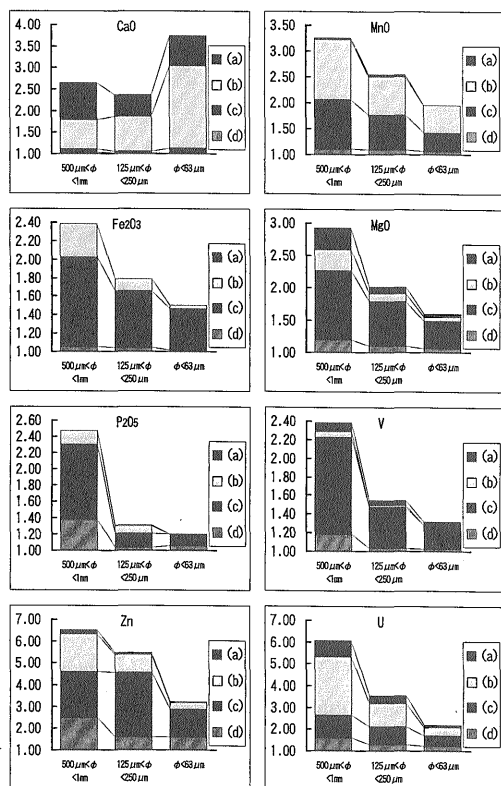 CaO
4.00
3.50
3.00
2.50
2.00
1.50
1.00
(a)
(b)
(c)
(d)
500μm<φ
<1mm
125μm<φ
<250μm
φ<63μm
MnO
3.50
3.00
2.50
2.00
1.50
1.00
(a)
(b)
(c)
(d)
500μm<φ
<1mm
125μm<φ
<250μm
φ<63μm
Fe2O3
2.40
2.20
2.00
1.80
1.60
1.40
1.20
1.00
(a)
(b)
(c)
(d)
500μm<φ
<1mm
125μm<φ
<250μm
φ<63μm
MgO
3.00
2.50
2.00
1.50
1.00
(a)
(b)
(c)
(d)
500μm<φ
<1mm
125μm<φ
<250μm
φ<63μm
P2O5
2.60
2.40
2.20
2.00
1.80
1.60
1.40
1.20
1.00
(a)
(b)
(c)
(d)
500μm<φ
<1mm
125μm<φ
<250μm
φ<63μm
V
2.40
2.20
2.00
1.80
1.60
1.40
1.20
1.00
(a)
(b)
(c)
(d)
500μm<φ
<1mm
125μm<φ
<250μm
φ<63μm
Zn
7.00
6.00
5.00
4.00
3.00
2.00
1.00
(a)
(b)
(c)
(d)
500μm<φ
<1mm
125μm<φ
<250μm
φ<63μm
U
7.00
6.00
5.00
4.00
3.00
2.00
1.00
(a)
(b)
(c)
(d)
500μm<φ
<1mm
125μm<φ
<250μm
φ<63μm